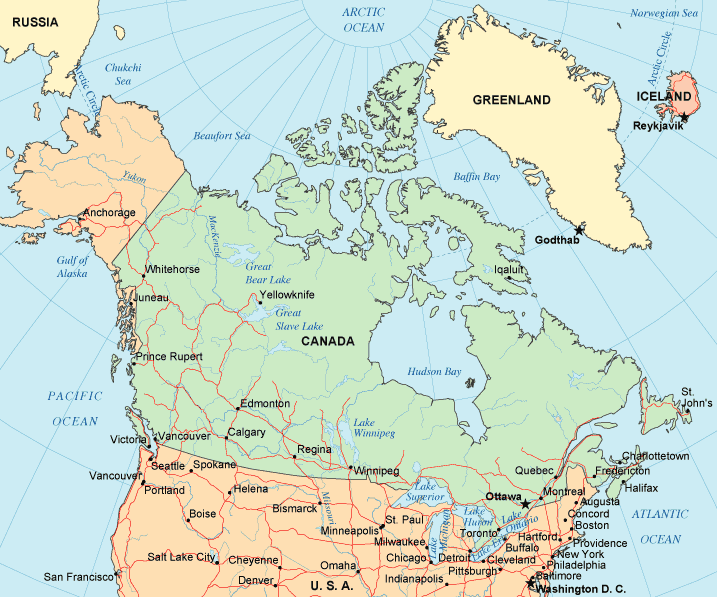 ARCTIC
OCEAN
Norwegian Sea
RUSSIA
Chukchi
Sea
Arctic Circle
Arctic Circle
GREENLAND
ICELAND
Reykjavik
Beaufort Sea
Baffin Bay
Yukon
Anchorage
MacKenzie
Godthab
Gulf of
Alaska
Whitehorse
Great
Bear Lake
Iqaluit
Juneau
Yellowknife
Great
Slave Lake
CANADA
Prince Rupert
Hudson Bay
PACIFIC
OCEAN
Edmonton
St.
John's
Lake
Winnipeg
Victoria
Vancouver
Calgary
Regina
Winnipeg
Charlottetown
Seattle
Spokane
Quebec
Fredericton
Vancouver
Portland
Helena
Lake
Superior
Ottawa
Montreal
Halifax
Augusta
Boise
Bismarck
Missouri
St. Paul
Minneapolis
Lake
Michigan
Lake
Huron
Lake
Ontario
Toronto
Lake Erie
Concord
Boston
ATLANTIC
OCEAN
Milwaukee
Hartford
Providence
Buffalo
New York
Salt Lake City
Cheyenne
Omaha
Chicago
Detroit
Cleveland
Philadelphia
San Francisco
Denver
U. S. A.
Indianapolis
Pittsburgh
Baltimore
Washington D. C.